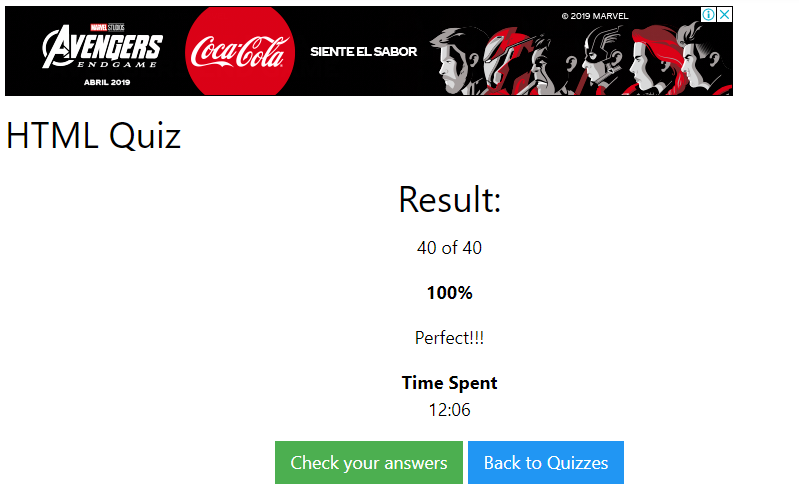 MARVEL STUDIOS
AVENGERS
ENDGAME
ABRIL 2019
Coca-Cola
SIENTE EL SABOR
© 2019 MARVEL
HTML Quiz
Result:
40 of 40
100%
Perfect!!!
Time Spent
12:06
Check your answers
Back to Quizzes